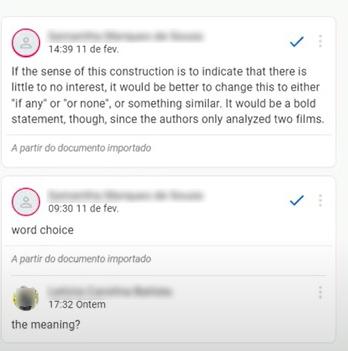 14:39 11 de fev.
If the sense of this construction is to indicate that there is
little to no interest, it would be better to change this to either
"if any" or "or none", or something similar. It would be a bold
statement, though, since the authors only analyzed two films.
A partir do documento importado
09:30 11 de fev.
word choice
A partir do documento importado
17:32 Ontem
the meaning?